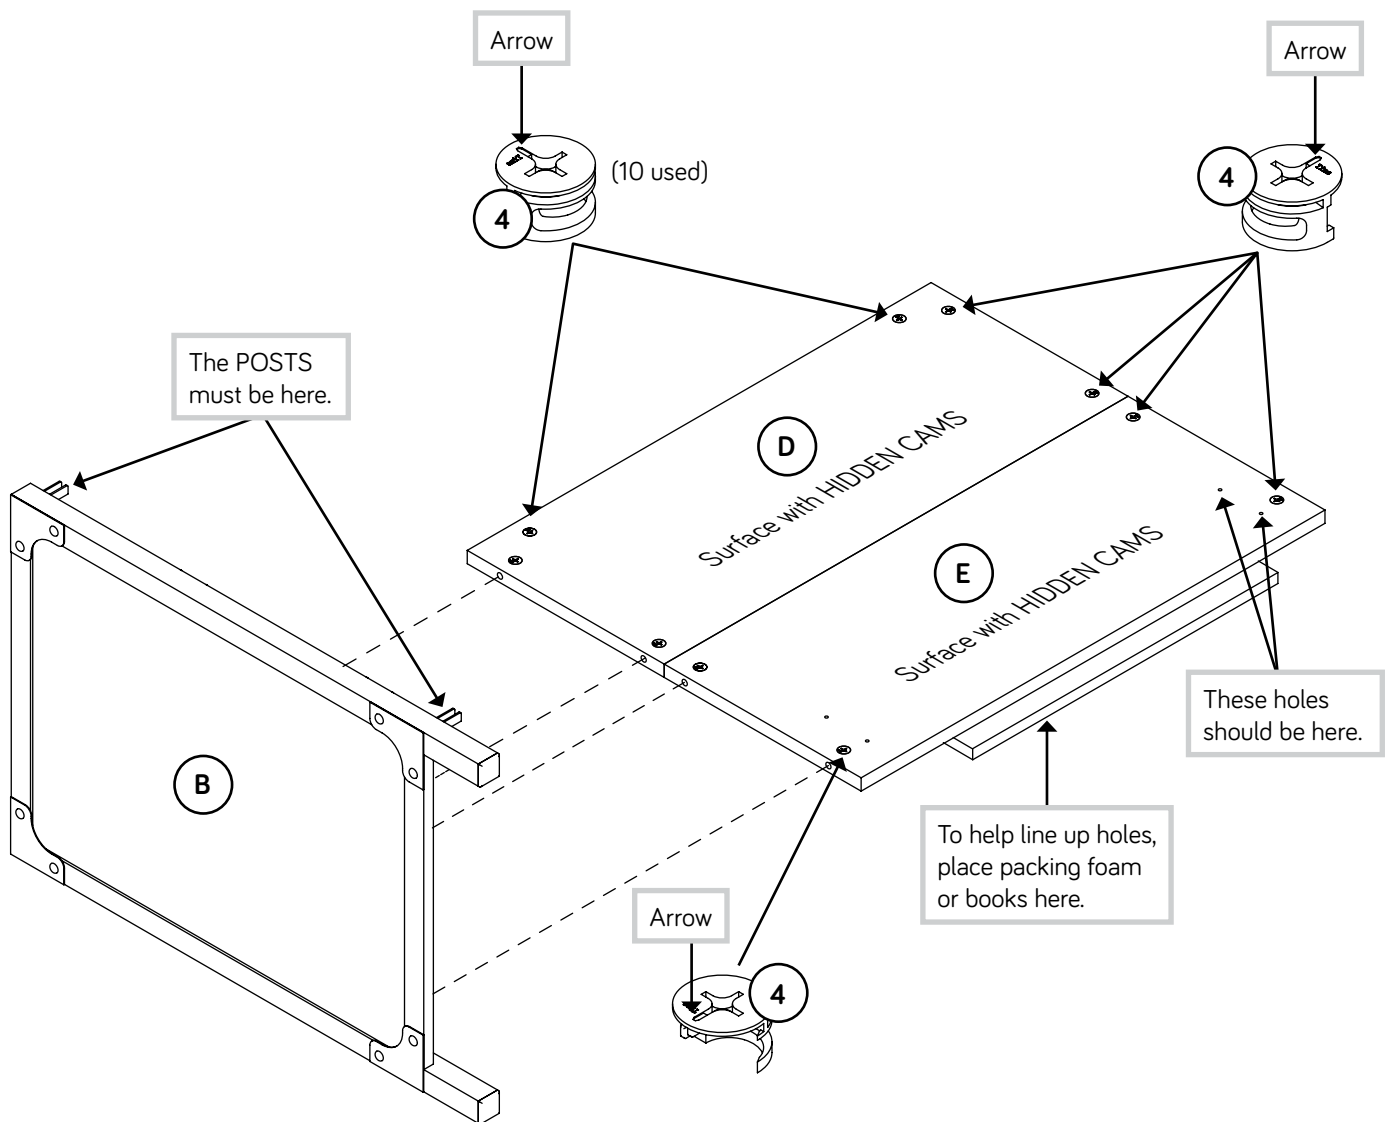 Arrow
Arrow
(10 used)
4
4
The POSTS
must be here.
D
Surface with HIDDEN CAMS
E
Surface with HIDDEN CAMS
These holes
should be here.
B
To help line up holes,
place packing foam
or books here.
Arrow
4